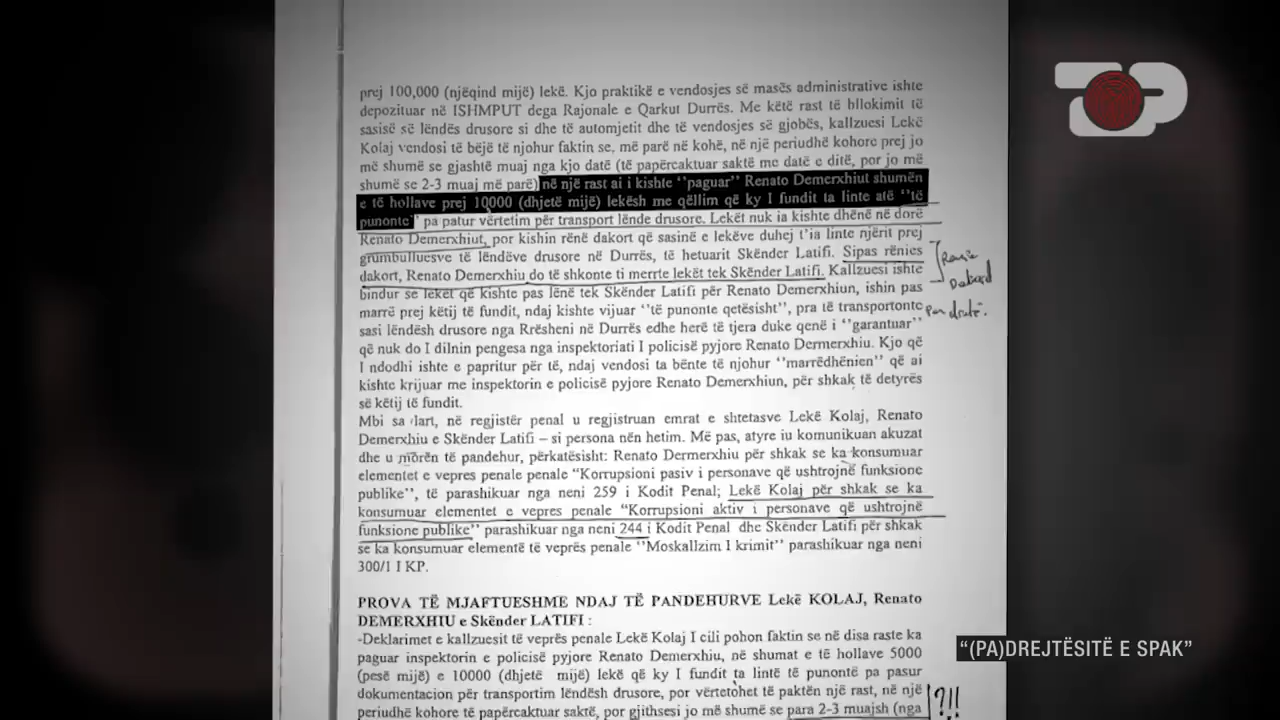 prej 100,000 (njëqind mijë) lekë. Kjo praktikë e vendosjes së masës administrative ishte
depozituar në ISHMPUT dega Rajonale e Qarkut Durrës. Me këtë rast të bllokimit të
sasisë së lëndës drusore si dhe të automjetit dhe të vendosjes së gjobës, kallzuesi Lekë
Kolaj vendosi të bëjë të njohur faktin se, më parë në kohë, në një periudhë kohore prej jo
më shumë se gjashtë muaj nga kjo datë (të papërcaktuar saktë me datë e ditë, por jo më
shumë se 2-3 muaj më parë) në një rast ai i kishte ‘‘paguar’’ Renato Demerxhiut shumën
e të hollave prej 10000 (dhjetë mijë) lekësh me qëllim që ky I fundit ta linte atë ‘‘të
punonte’’ pa patur vërtetim për transport lënde drusore. Lekët nuk ia kishte dhënë në dorë
Renato Demerxhiut, por kishin rënë dakort që sasinë e lekëve duhej t’ia linte njërit prej
grumbulluesve të lëndëve drusore në Durrës, të hetuarit Skënder Latifi. Sipas rënies
dakort, Renato Demerxhiu do të shkonte ti merrte lekët tek Skënder Latifi. Kallzuesi ishte
bindur se lekët që kishte pas lënë tek Skënder Latifi për Renato Demerxhiun, ishin pas
marrë prej këtij të fundit, ndaj kishte vijuar ‘‘të punonte qetësisht’’, pra të transportonte
sasi lëndësh drusore nga Rrësheni në Durrës edhe herë të tjera duke qenë i ‘‘garantuar’’
që nuk do I dilnin pengesa nga inspektoriati I policisë pyjore Renato Dermerxhiu. Kjo që
I ndodhi ishte e papritur për të, ndaj vendosi ta bënte të njohur ‘‘marrëdhënien’’ që ai
kishte krijuar me inspektorin e policisë pyjore Renato Demerxhiun, për shkak të detyrës
së këtij të fundit.
Mbi sa lart, në regjistër penal u regjistruan emrat e shtetasve Lekë Kolaj, Renato
Demerxhiu e Skënder Latifi – si persona nën hetim. Më pas, atyre iu komunikuan akuzat
dhe u morën të pandehur, përkatësisht: Renato Dermerxhiu për shkak se ka konsumuar
elementet e vepres penale penale “Korrupsioni pasiv i personave që ushtrojnë funksione
publike”, të parashikuar nga neni 259 i Kodit Penal; Lekë Kolaj për shkak se ka
konsumuar elementet e vepres penale “Korrupsioni aktiv i personave që ushtrojnë
funksione publike” parashikuar nga neni 244 i Kodit Penal dhe Skënder Latifi për shkak
se ka konsumuar elementë të veprës penale ‘‘Moskallzim I krimit’’ parashikuar nga neni
300/1 I KP.
PROVA TË MJAFTUESHME NDAJ TË PANDEHURVE Lekë KOLAJ, Renato
DEMERXHIU e Skënder LATIFI :
-Deklarimet e kallzuesit të veprës penale Lekë Kolaj I cili pohon faktin se në disa raste ka
paguar inspektorin e policisë pyjore Renato Demerxhiu, në shumat e të hollave 5000
(pesë mijë) e 10000 (dhjetë mijë) lekë që ky I fundit ta lintë të punontë pa pasur
dokumentacion për transportim lëndësh drusore, por vërtetohet të paktën një rast, në një
periudhë kohore të papërcaktuar saktë, por gjithsesi jo më shumë se para 2-3 muajsh (nga
?!!
“(PA)DREJTËSITË E SPAK”